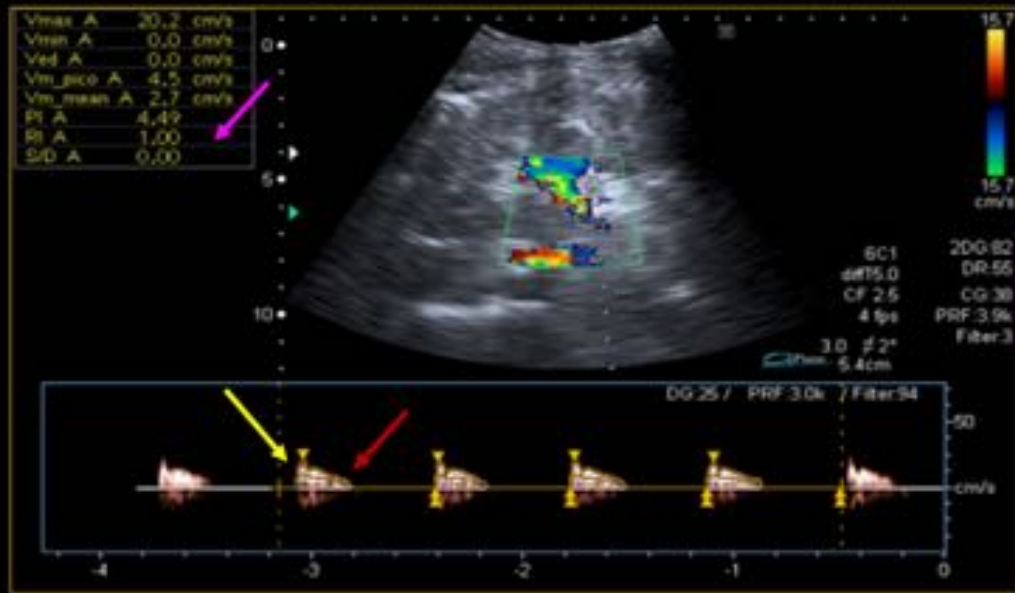 Vmax A 20.2 cm/s
Vmin A 0.0 cm/s
Ved A 0.0 cm/s
Vm_pico A 4.5 cm/s
Vm_mean A 2.7 cm/s
PI A 4.49
RI A 1.00
S/D A 0.00
0
5
10
15.7
15.7
cm/s
6C1
diffT5.0
CF 2.5
4 fps
2DG:82
DR:55
CG:38
PRF:3.9k
Filter:3
3.0 2°
5.4cm
DG:25 / PRF:3.0k / Filter:94
50
cm/s
-4 -3 -2 -1 0